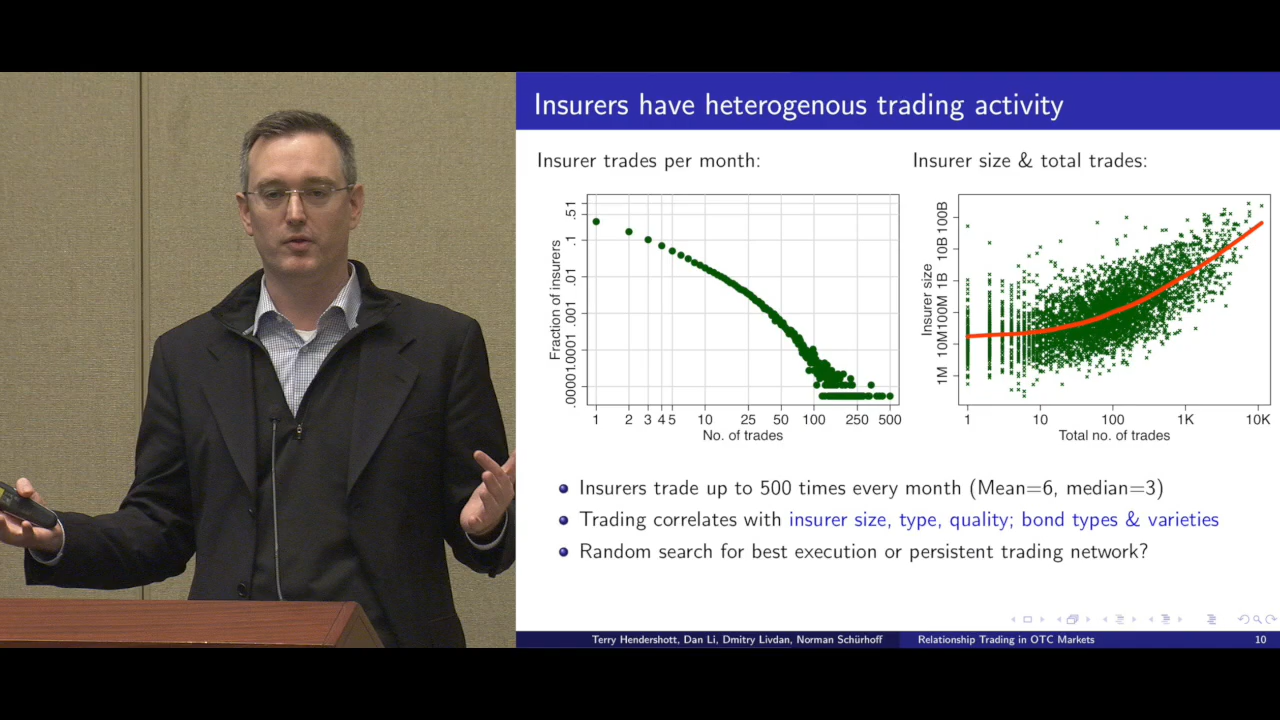 Insurers have heterogenous trading activity
Insurer trades per month:
Insurer size & total trades:
Fraction of insurers
.00001.0001 .001 .01 .1 .51
1 2 3 4 5 10 25 50 100 250 500
No. of trades
Insurer size
1M 10M100M 1B 10B 100B
1 10 100 1K 10K
Total no. of trades
Insurers trade up to 500 times every month (Mean=6, median=3)
Trading correlates with insurer size, type, quality; bond types & varieties
Random search for best execution or persistent trading network?
Terry Hendershott, Dan Li, Dmitry Livdan, Norman Schürhoff
Relationship Trading in OTC Markets
10